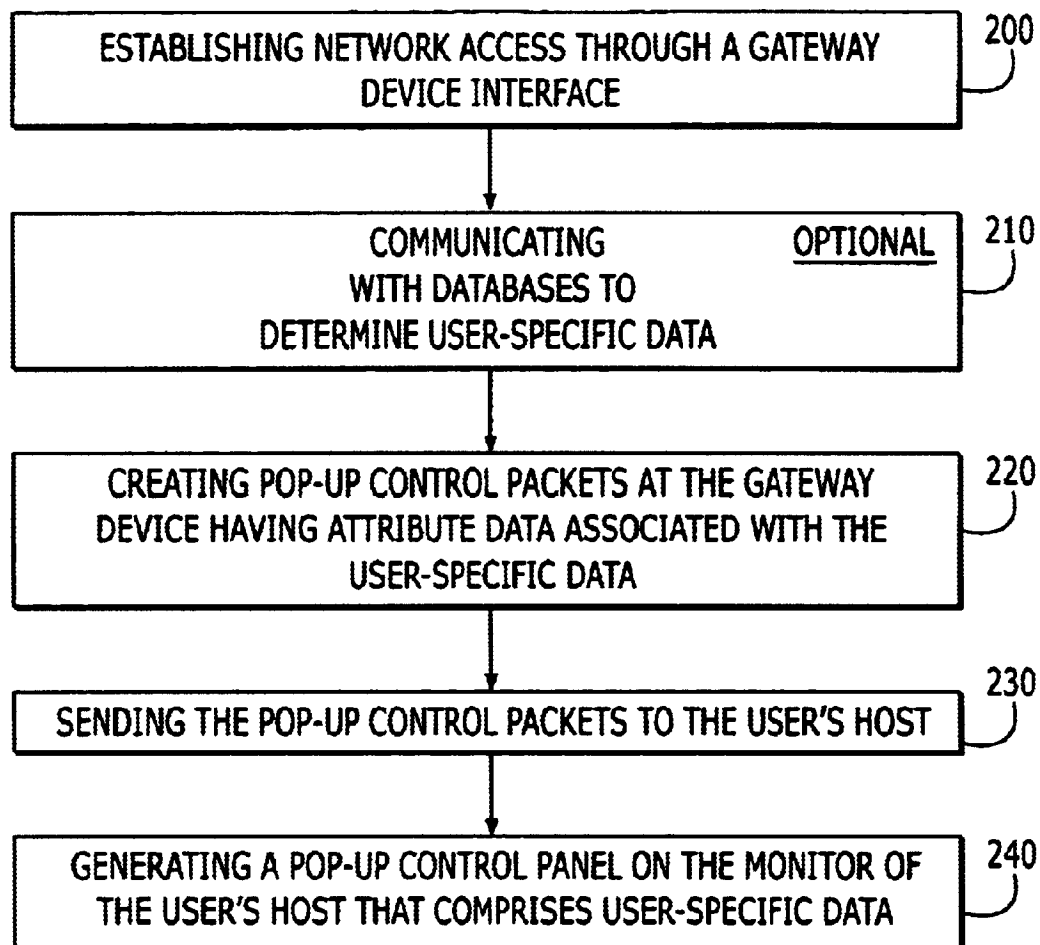 ESTABLISHING NETWORK ACCESS THROUGH A GATEWAY
DEVICE INTERFACE
200
COMMUNICATING
OPTIONAL
WITH DATABASES TO
DETERMINE USER-SPECIFIC DATA
210
CREATING POP-UP CONTROL PACKETS AT THE GATEWAY
DEVICE HAVING ATTRIBUTE DATA ASSOCIATED WITH THE
USER-SPECIFIC DATA
220
SENDING THE POP-UP CONTROL PACKETS TO THE USER'S HOST
230
GENERATING A POP-UP CONTROL PANEL ON THE MONITOR OF
THE USER'S HOST THAT COMPRISES USER-SPECIFIC DATA
240